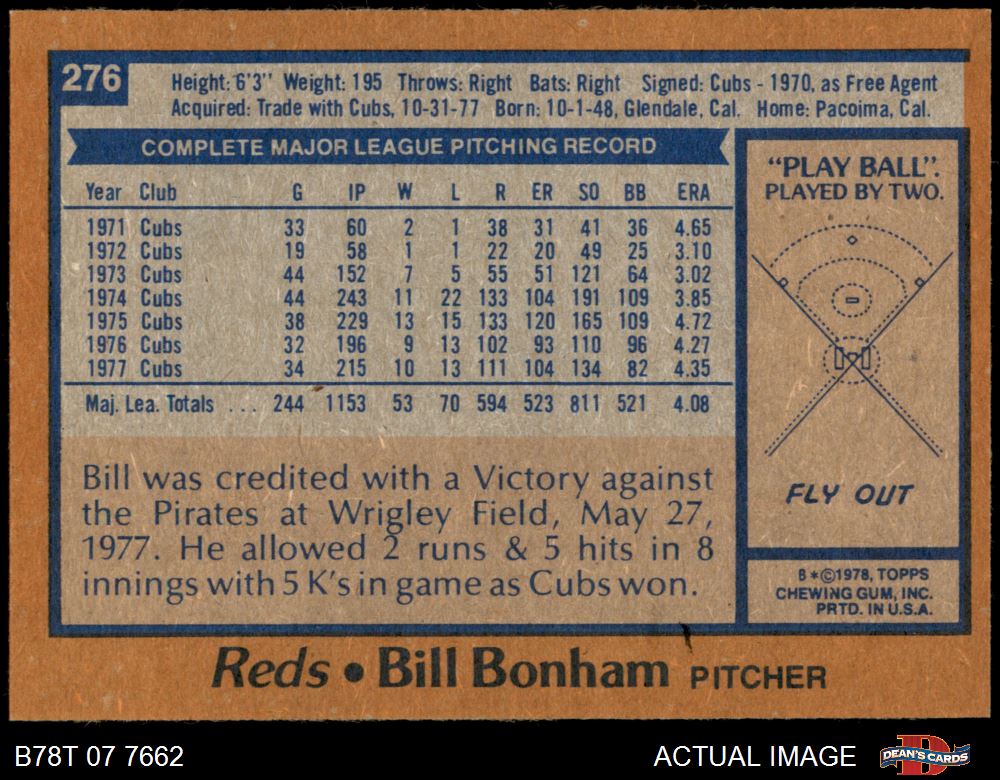 276
Height: 6'3" Weight: 195 Throws: Right Bats: Right Signed: Cubs - 1970, as Free Agent
Acquired: Trade with Cubs, 10-31-77 Born: 10-1-48, Glendale, Cal. Home: Pacoima, Cal.
COMPLETE MAJOR LEAGUE PITCHING RECORD
Year Club G IP W L R ER SO BB ERA
1971 Cubs 33 60 2 1 38 31 41 36 4.65
1972 Cubs 19 58 1 1 22 20 49 25 3.10
1973 Cubs 44 152 7 5 55 51 121 64 3.02
1974 Cubs 44 243 11 22 133 104 191 109 3.85
1975 Cubs 38 229 13 15 133 120 165 109 4.72
1976 Cubs 32 196 9 13 102 93 110 96 4.27
1977 Cubs 34 215 10 13 111 104 134 82 4.35
Maj. Lea. Totals ... 244 1153 53 70 594 523 811 521 4.08
Bill was credited with a Victory against
the Pirates at Wrigley Field, May 27,
1977. He allowed 2 runs & 5 hits in 8
innings with 5 K's in game as Cubs won.
"PLAY BALL".
PLAYED BY TWO.
FLY OUT
B*©1978, TOPPS
CHEWING GUM, INC.
PRTD. IN U.S.A.
Reds • Bill Bonham PITCHER
B78T 07 7662
ACTUAL IMAGE
D
DEAN'S CARDS